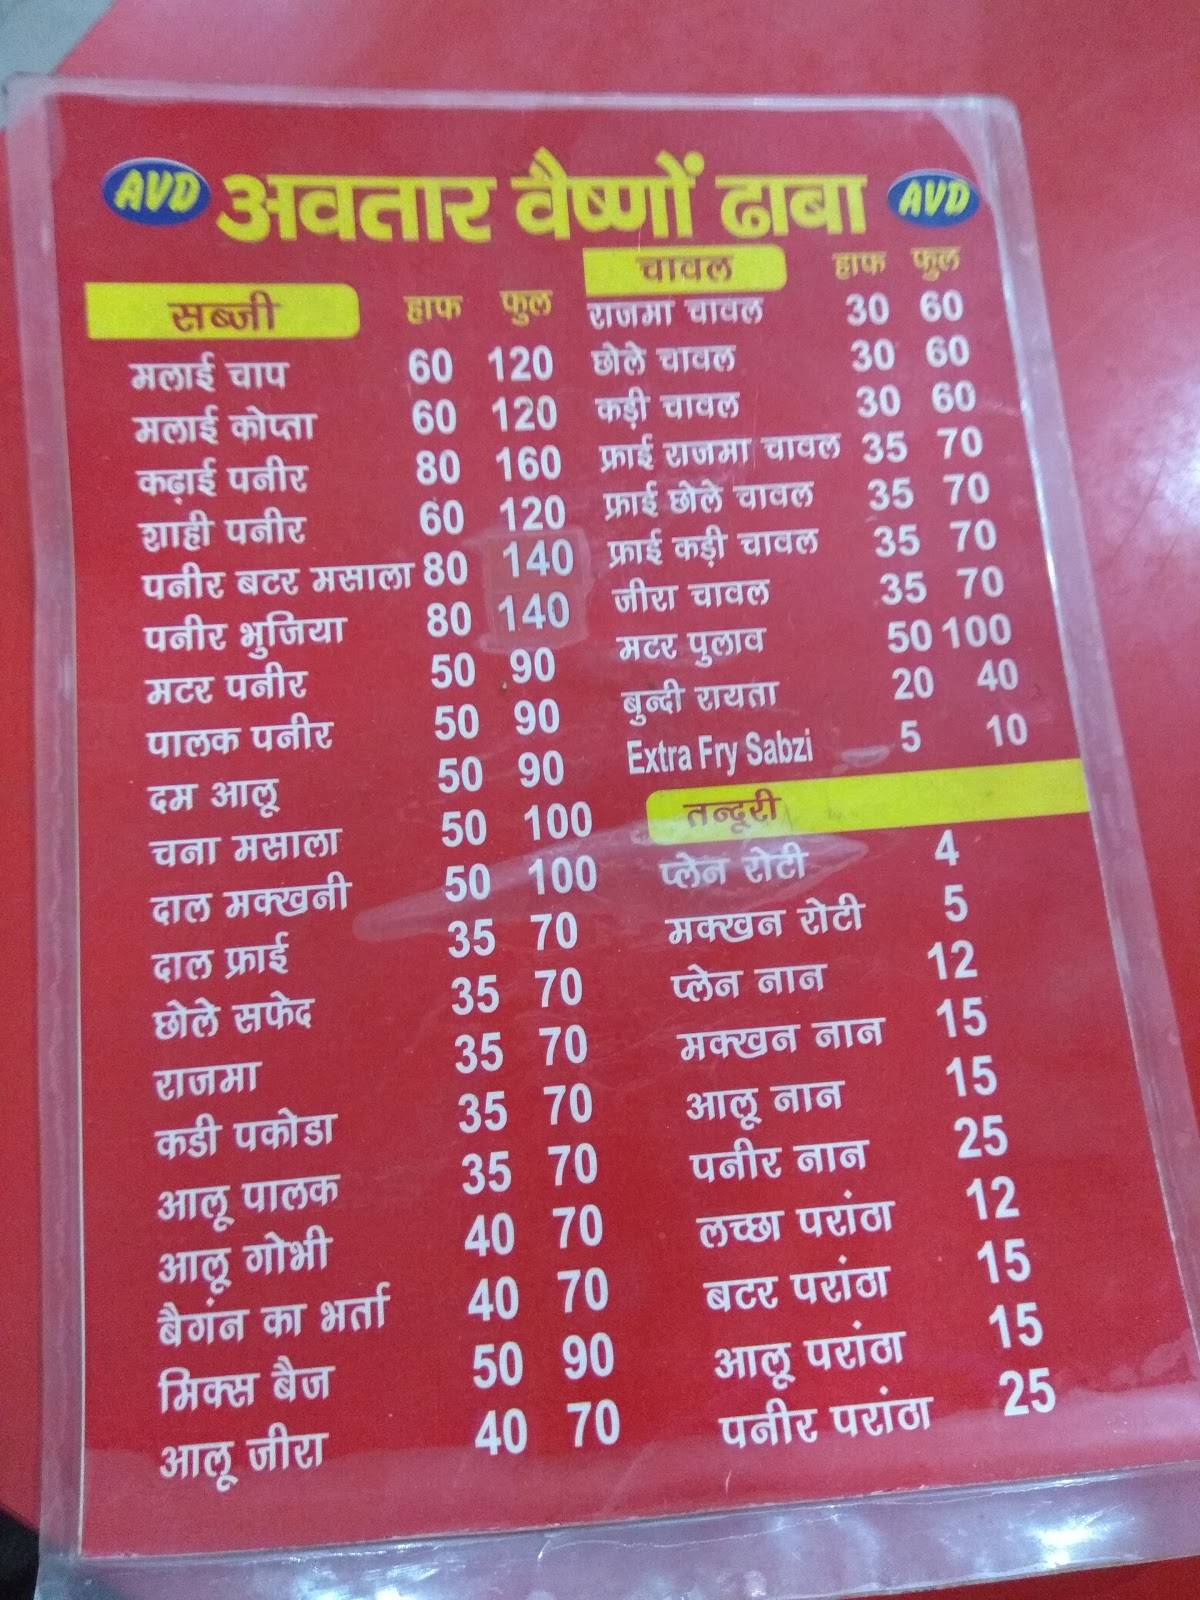 AVD अवतार वैष्णों ढाबा AVD
सब्जी हाफ फुल
मलाई चाप 60 120
मलाई कोप्ता 60 120
कढ़ाई पनीर 80 160
शाही पनीर 60 120
पनीर बटर मसाला 80 140
पनीर भुजिया 80 140
मटर पनीर 50 90
पालक पनीर 50 90
दम आलू 50 90
चना मसाला 50 100
दाल मक्खनी 50 100
दाल फ्राई 35 70
छोले सफेद 35 70
राजमा 35 70
कडी पकोडा 35 70
आलू पालक 35 70
आलू गोभी 40 70
बैगंन का भर्ता 40 70
मिक्स बैज 50 90
आलू जीरा 40 70
चावल हाफ फुल
राजमा चावल 30 60
छोले चावल 30 60
कड़ी चावल 30 60
फ्राई राजमा चावल 35 70
फ्राई छोले चावल 35 70
फ्राई कड़ी चावल 35 70
जीरा चावल 35 70
मटर पुलाव 50 100
बुन्दी रायता 20 40
Extra Fry Sabzi 5 10
तन्दूरी
प्लेन रोटी 4
मक्खन रोटी 5
प्लेन नान 12
मक्खन नान 15
आलू नान 15
पनीर नान 25
लच्छा परांठा 12
बटर परांठा 15
आलू परांठा 15
पनीर परांठा 25